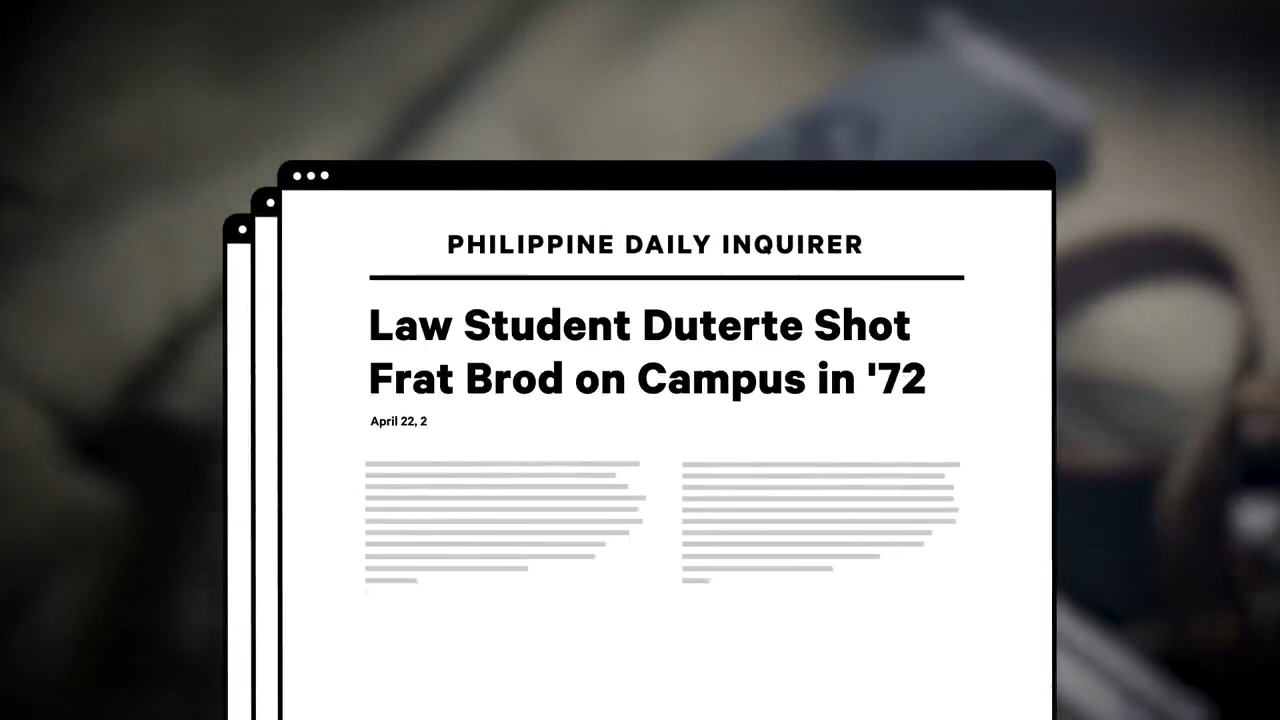 PHILIPPINE DAILY INQUIRER
Law Student Duterte Shot
Frat Brod on Campus in '72
April 22, 2